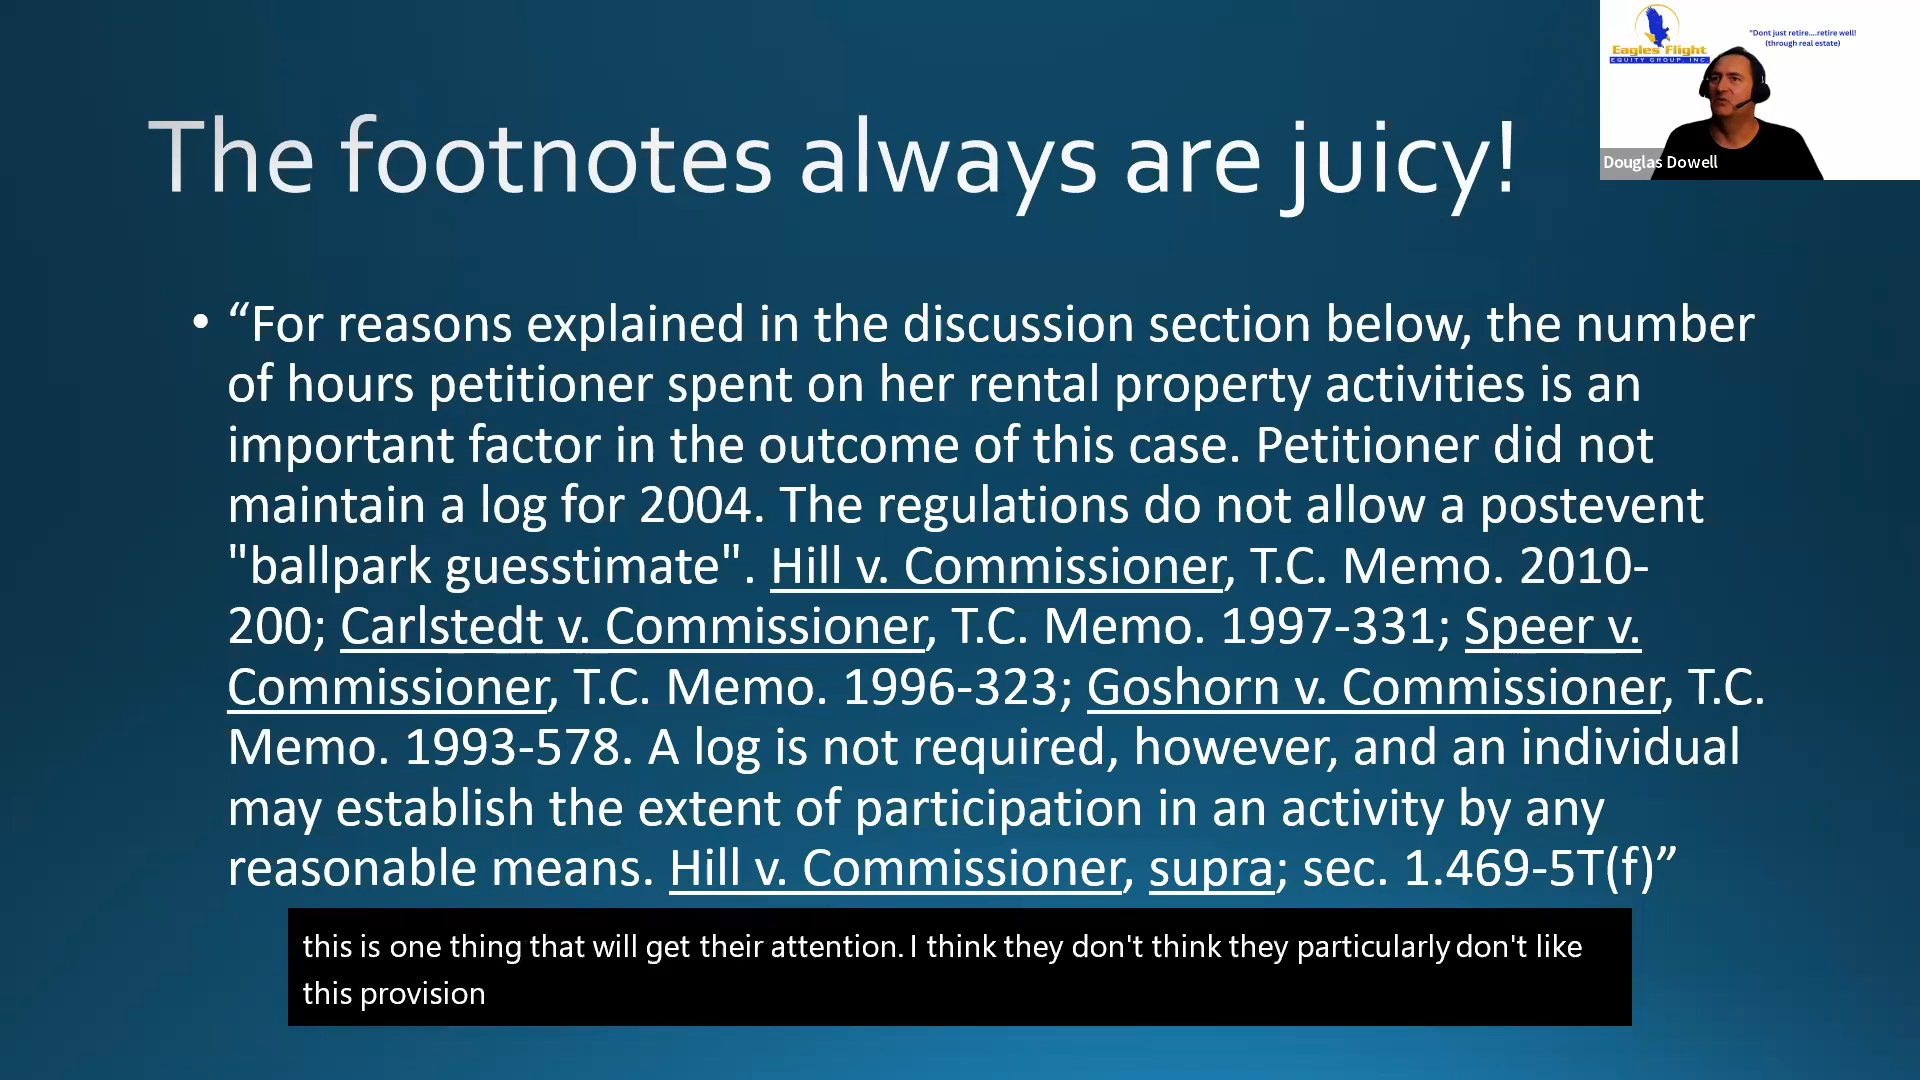 Eagles Flight
EQUITY GROUP, INC.
"Dont just retire....retire well!
(through real estate)
Douglas Dowell
The footnotes always are juicy!
• “For reasons explained in the discussion section below, the number
of hours petitioner spent on her rental property activities is an
important factor in the outcome of this case. Petitioner did not
maintain a log for 2004. The regulations do not allow a postevent
"ballpark guesstimate". Hill v. Commissioner, T.C. Memo. 2010-
200; Carlstedt v. Commissioner, T.C. Memo. 1997-331; Speer v.
Commissioner, T.C. Memo. 1996-323; Goshorn v. Commissioner, T.C.
Memo. 1993-578. A log is not required, however, and an individual
may establish the extent of participation in an activity by any
reasonable means. Hill v. Commissioner, supra; sec. 1.469-5T(f)”
this is one thing that will get their attention. I think they don't think they particularly don't like
this provision